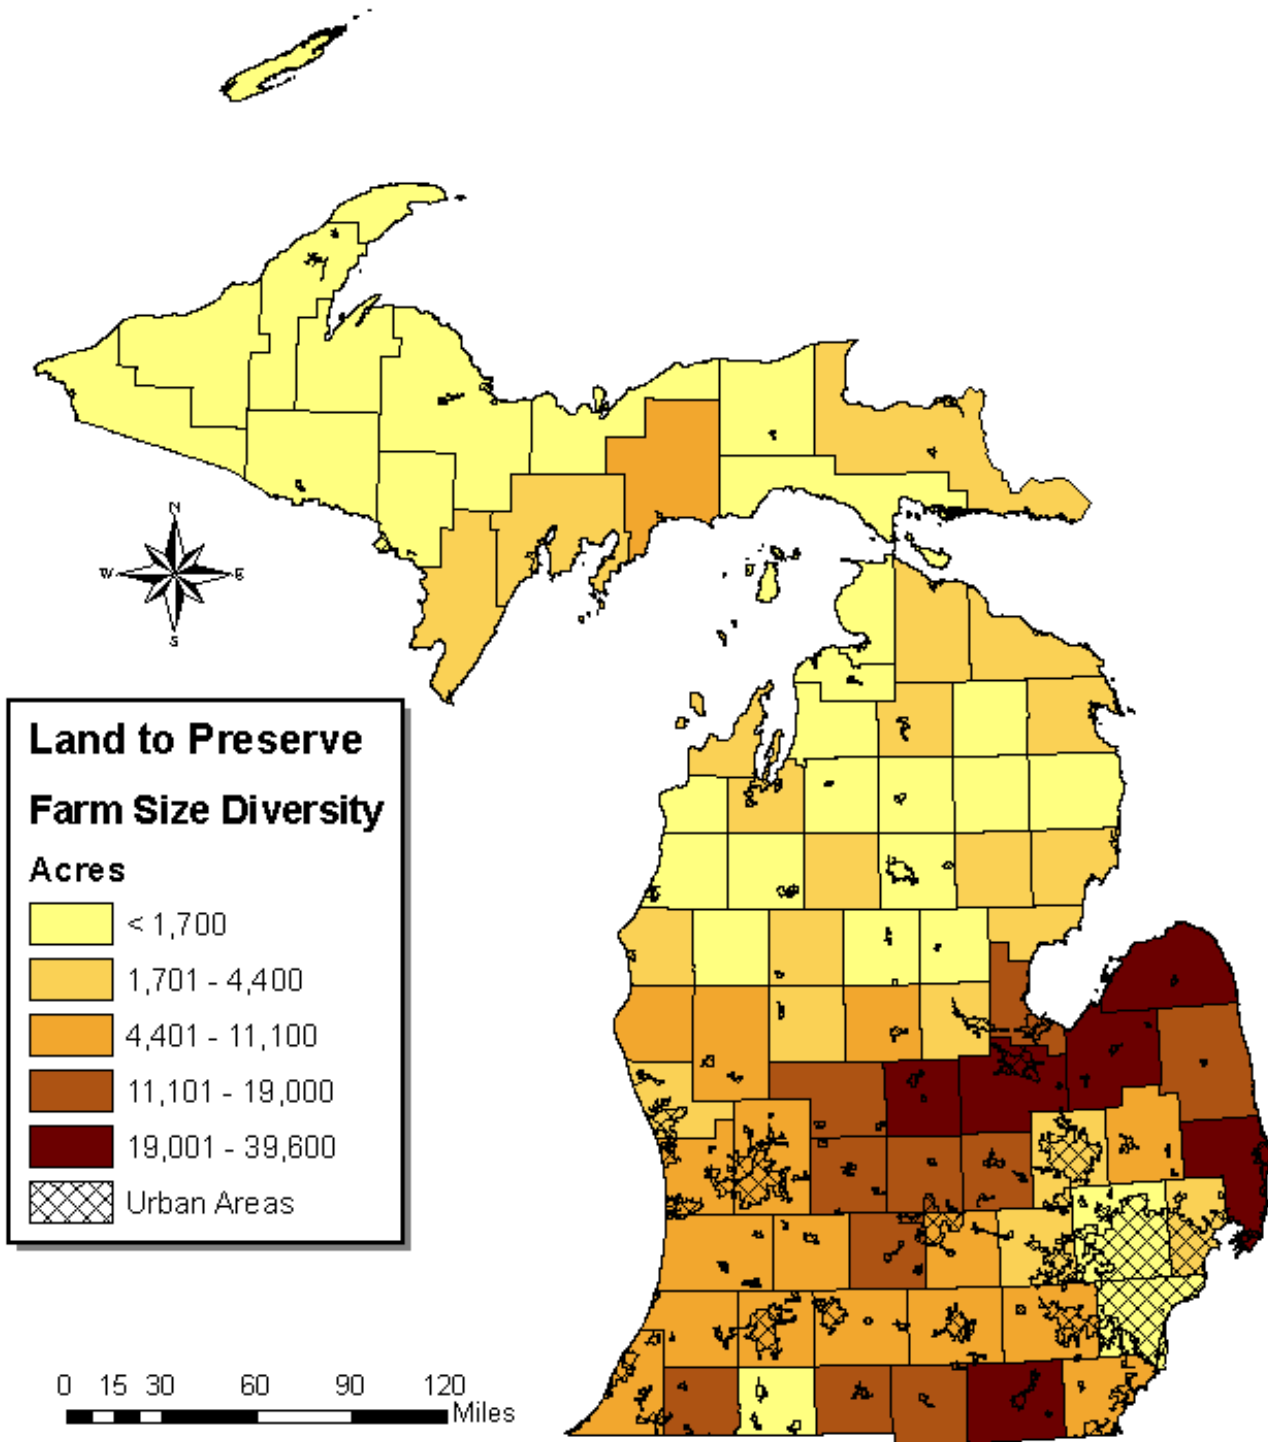 N
W E
S
Land to Preserve
Farm Size Diversity
Acres
< 1,700
1,701 - 4,400
4,401 - 11,100
11,101 - 19,000
19,001 - 39,600
Urban Areas
0 15 30 60 90 120
Miles